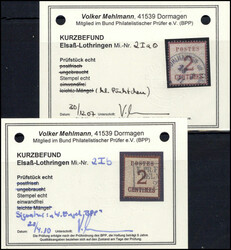 Volker Mehlmann, 41539 Dormagen
Mitglied im Bund Philatelistischer Prüfer e.V. (BPP)
KURZBEFUND
Elsaß-Lothringen Mi.-Nr. 2 I a
Prüfstück echt
postfrisch
ungebraucht
Stempel echt
einwandfrei
leichte Mängel
POSTES
2
CENTIMES
Volker Mehlmann, 41539 Dormagen
Mitglied im Bund Philatelistischer Prüfer e.V. (BPP)
KURZBEFUND
Elsaß-Lothringen Mi.-Nr. 2 I b
Prüfstück echt
postfrisch
ungebraucht
Stempel echt
einwandfrei
leichte Mängel
POSTES
2
CENTIMES